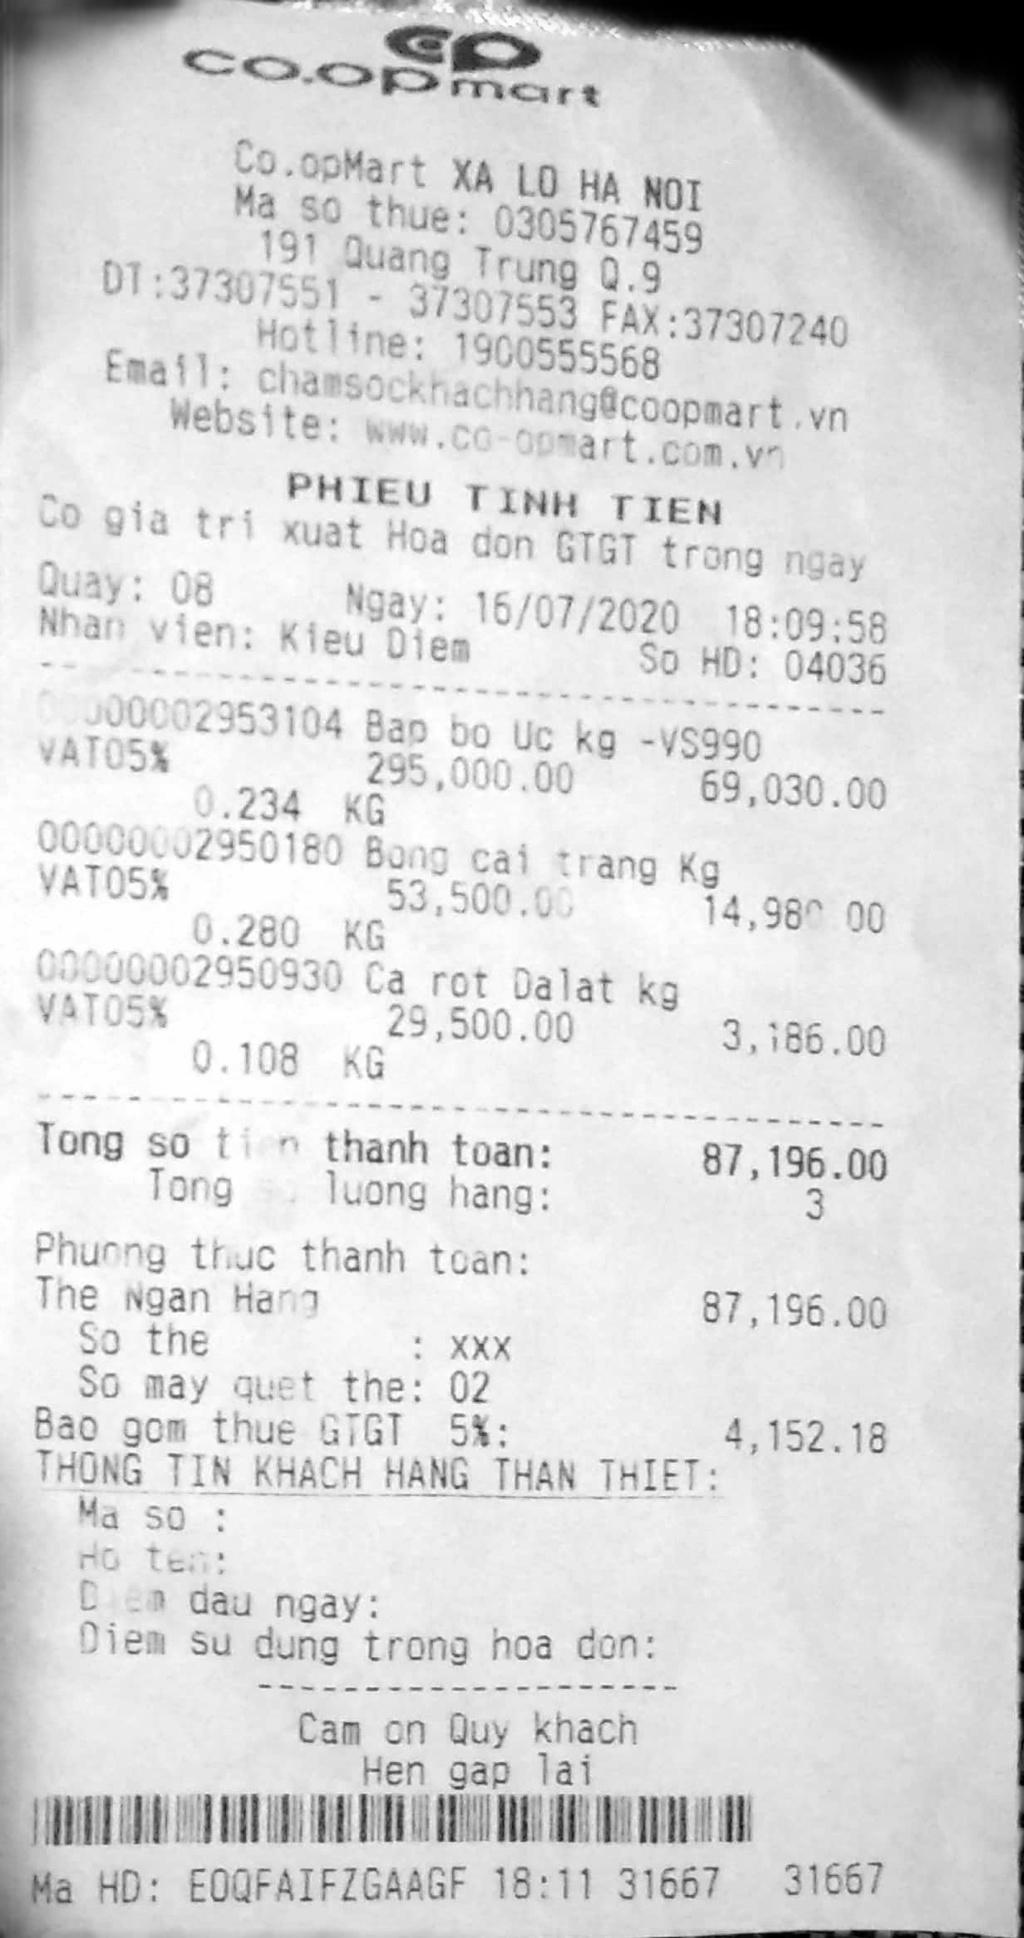 co.opmart
Co.opMart XA LO HA NOI
Ma so thue: 0305767459
191 Quang Trung Q.9
DT:37307551 - 37307553 FAX:37307240
Hotline: 1900555568
Email: chamsockhachhang@coopmart.vn
Website: www.co-opmart.com.vn
PHIEU TINH TIEN
Co gia tri xuat Hoa don GTGT trong ngay
Quay: 08 Ngay: 16/07/2020 18:09:58
Nhan vien: Kieu Diem So HD: 04036
00000002953104 Bap bo Uc kg -VS990
VAT05% 295,000.00 69,030.00
0.234 KG
00000002950180 Bong cai trang Kg
VAT05% 53,500.00 14,980.00
0.280 KG
00000002950930 Ca rot Dalat kg
VAT05% 29,500.00 3,186.00
0.108 KG
Tong so tien thanh toan: 87,196.00
Tong luong hang: 3
Phuong thuc thanh toan:
The Ngan Hang 87,196.00
So the : xxx
So may quet the: 02
Bao gom thue GTGT 5%: 4,152.18
THONG TIN KHACH HANG THAN THIET:
Ma so :
Ho ten:
Diem dau ngay:
Diem su dung trong hoa don:
Cam on Quy khach
Hen gap lai
Ma HD: EOQFAIFZGAAGF 18:11 31667 31667